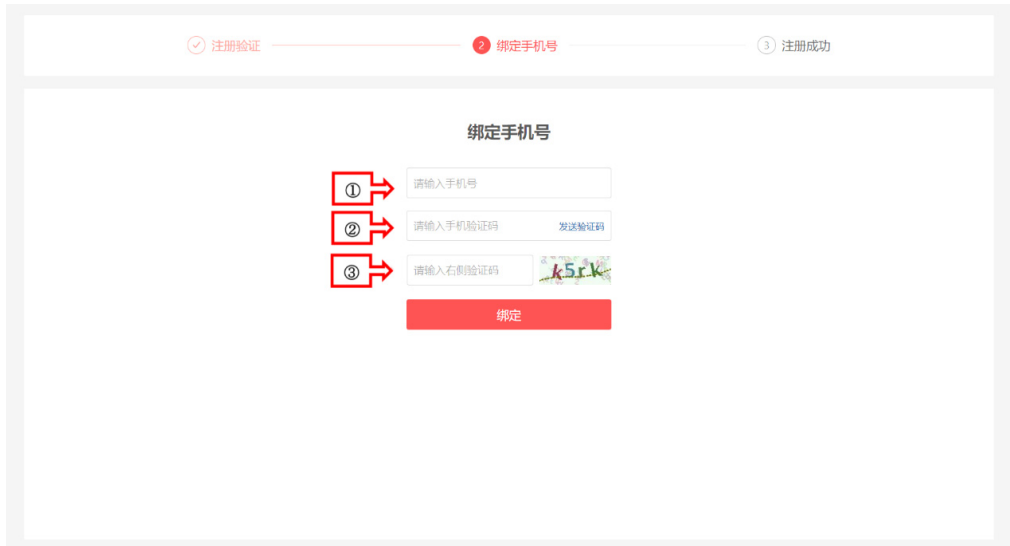 注册验证
2 绑定手机号
3 注册成功
绑定手机号
① 请输入手机号
② 请输入手机验证码 发送验证码
③ 请输入右侧验证码 k5rk
绑定